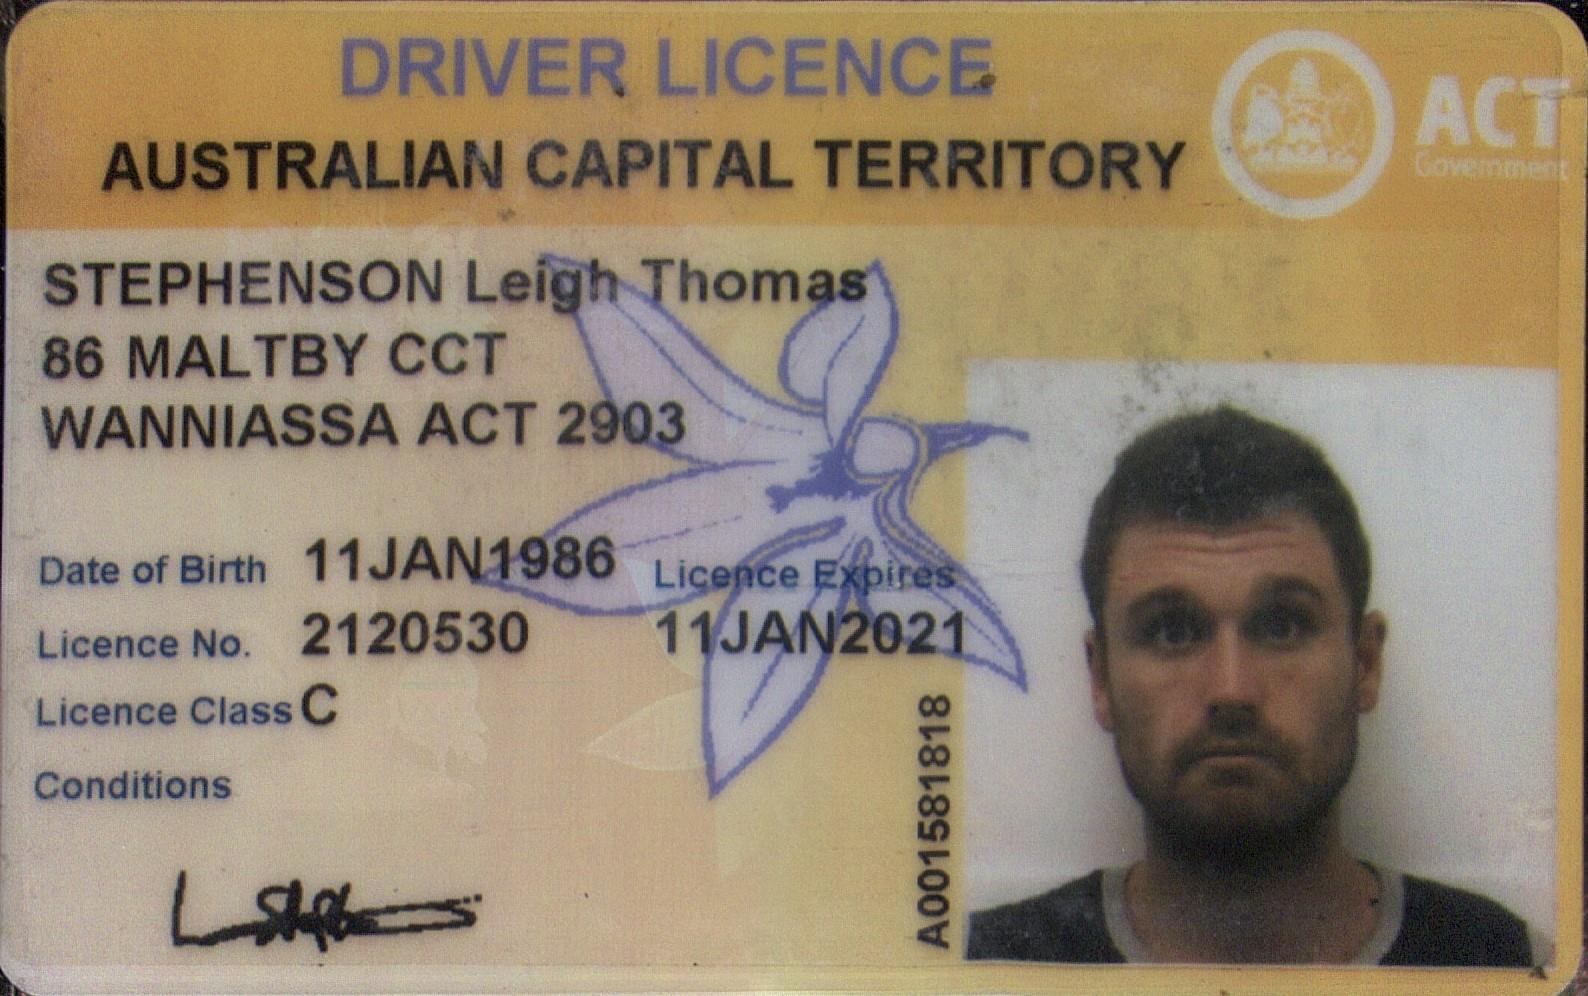 DRIVER LICENCE
AUSTRALIAN CAPITAL TERRITORY
ACT
Government
STEPHENSON Leigh Thomas
86 MALTBY CCT
WANNIASSA ACT 2903
Date of Birth 11JAN1986
Licence Expires
Licence No. 2120530
11JAN2021
Licence Class C
Conditions
A001581818